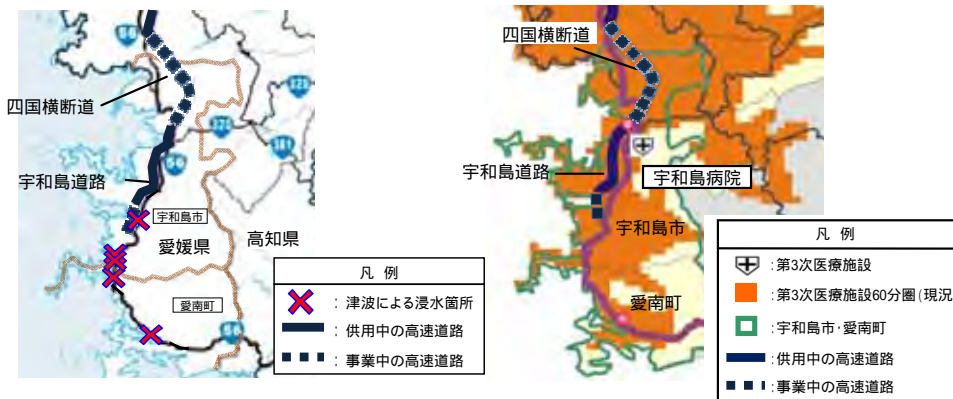 56
四国横断道
320
320
381
56
宇和島道路
宇和島市
愛媛県
高知県
愛南町
56
凡 例
: 津波による浸水箇所
: 供用中の高速道路
: 事業中の高速道路
四国横断道
宇和島道路
宇和島病院
宇和島市
愛南町
凡 例
:第3次医療施設
:第3次医療施設60分圏(現況
:宇和島市・愛南町
:供用中の高速道路
:事業中の高速道路